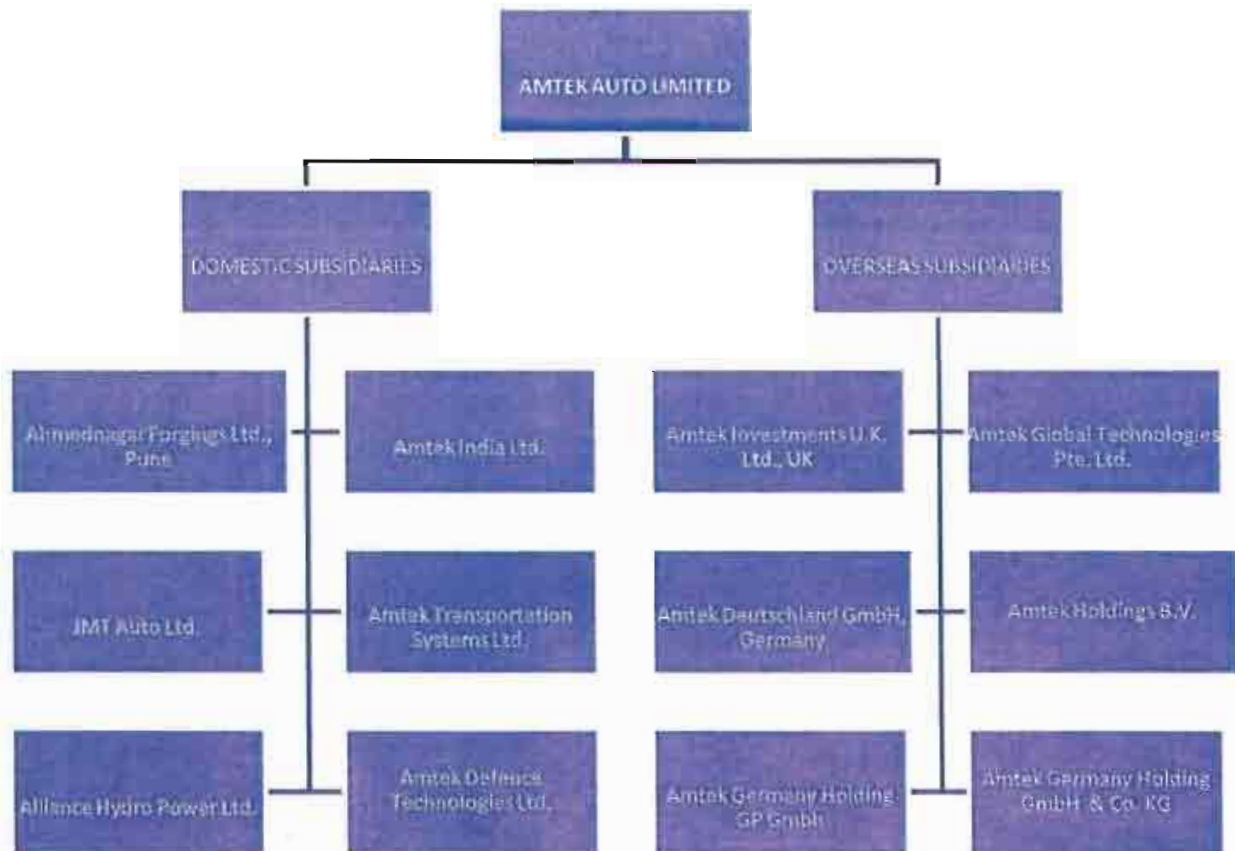 AMTEK AUTO LIMITED
DOMESTIC SUBSIDIARIES
OVERSEAS SUBSIDIARIES
Ahmednagar Forgings Ltd.,
Pune
Amtek India Ltd.
Amtek Investments U.K.
Ltd., UK
Amtek Global Technologies
Pte. Ltd.
JMT Auto Ltd.
Amtek Transportation
Systems Ltd.
Amtek Deutschland GmbH,
Germany
Amtek Holdings B.V.
Alliance Hydro Power Ltd.
Amtek Defence
Technologies Ltd.
Amtek Germany Holding
GP Gmbh
Amtek Germany Holding
GmbH & Co. KG